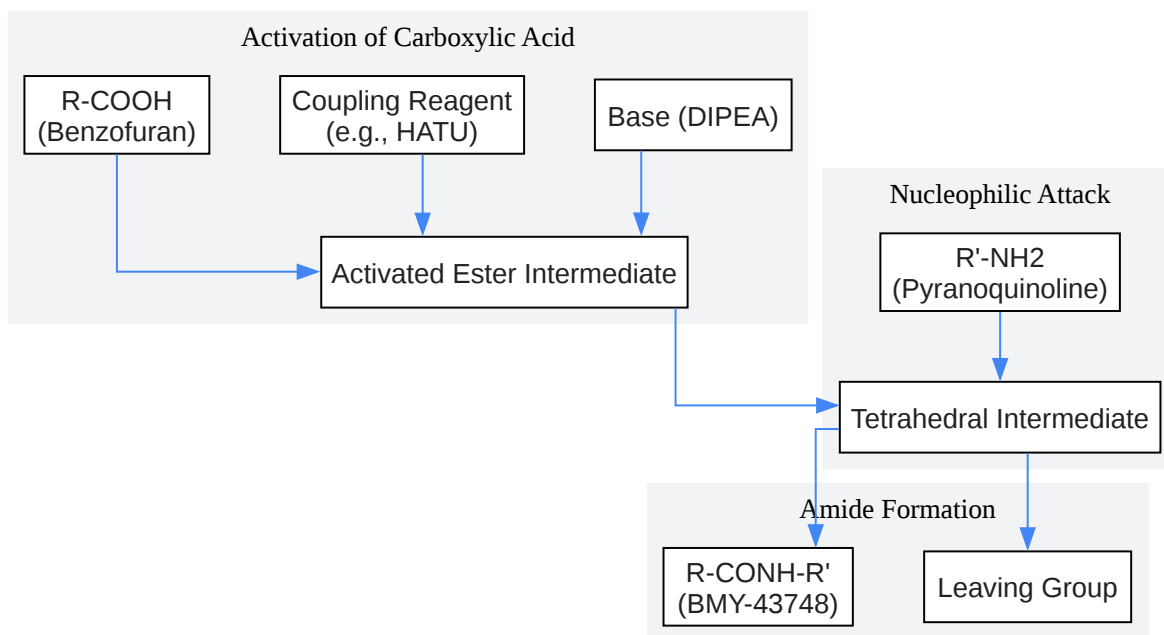 Activation of Carboxylic Acid
R-COOH
(Benzofuran)
Coupling Reagent
(e.g., HATU)
Base (DIPEA)
Activated Ester Intermediate
Nucleophilic Attack
R'-NH2
(Pyranoquinoline)
Tetrahedral Intermediate
Amide Formation
R-CONH-R'
(BMY-43748)
Leaving Group